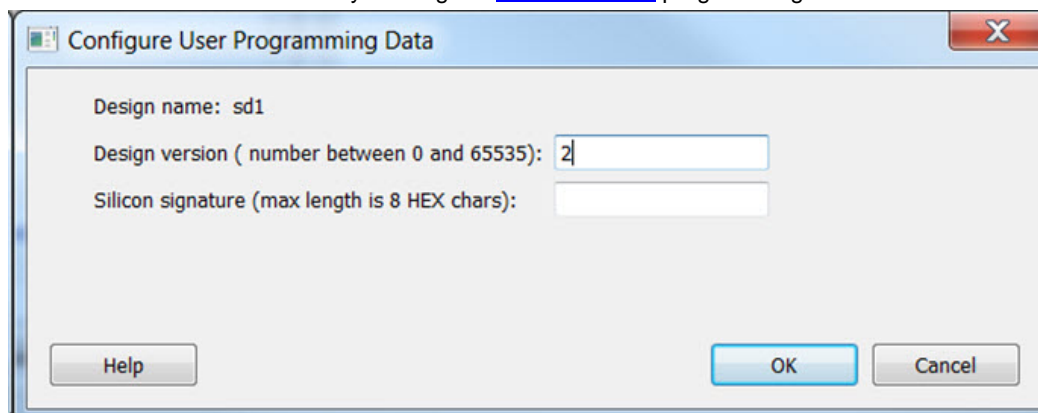 Configure User Programming Data
X
Design name: sd1
Design version ( number between 0 and 65535): 2
Silicon signature (max length is 8 HEX chars):
Help OK Cancel